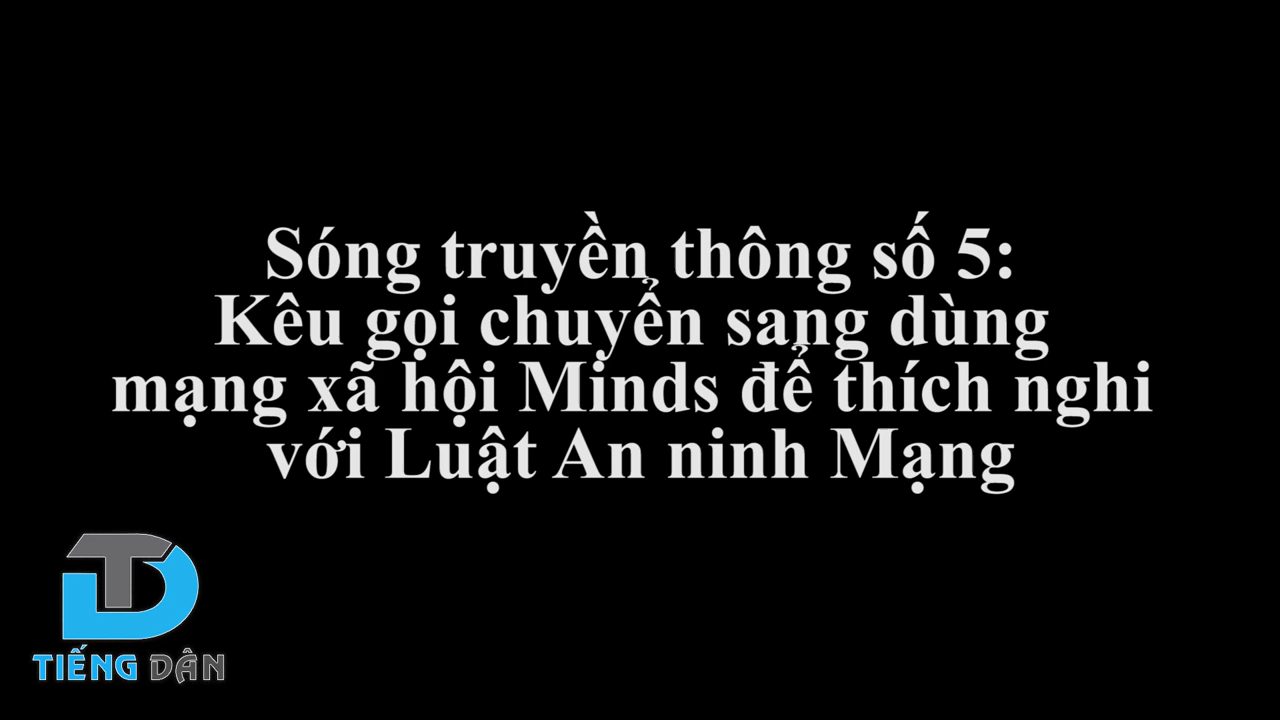 Sóng truyền thông số 5:
Kêu gọi chuyển sang dùng
mạng xã hội Minds để thích nghi
với Luật An ninh Mạng
TD
TIẾNG DÂN